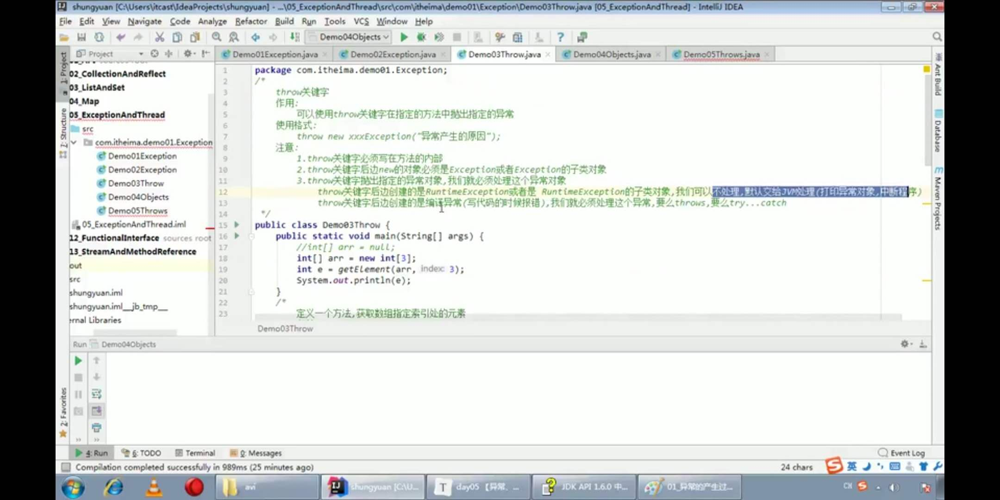 shungyuan [C:\Users\itcast\IdeaProjects\shungyuan] - ...\05_ExceptionAndThread\src\com\itheima\demo01\Exception\Demo03Throw.java [05_ExceptionAndThread] - IntelliJ IDEA
File Edit View Navigate Code Analyze Refactor Build Run Tools VCS Window Help
Demo04Objects
Project
Demo01Exception.java Demo02Exception.java Demo03Throw.java Demo04Objects.java Demo05Throws.java
1: Project
Z: Structure
2: Favorites
02_CollectionAndReflect
03_ListAndSet
04_Map
05_ExceptionAndThread
src
com.itheima.demo01.Exception
Demo01Exception
Demo02Exception
Demo03Throw
Demo04Objects
Demo05Throws
05_ExceptionAndThread.iml
12_FunctionalInterface sources root
13_StreamAndMethodReference
out
src
shungyuan.iml
shungyuan.iml__jb_tmp__
ernal Libraries
1 package com.itheima.demo01.Exception;
2 /*
3 throw关键字
4 作用:
5 可以使用throw关键字在指定的方法中抛出指定的异常
6 使用格式:
7 throw new xxxException("异常产生的原因");
8 注意:
9 1.throw关键字必须写在方法的内部
10 2.throw关键字后边new的对象必须是Exception或者Exception的子类对象
11 3.throw关键字抛出指定的异常对象,我们就必须处理这个异常对象
12 throw关键字后边创建的是RuntimeException或者是 RuntimeException的子类对象,我们可以不处理,默认交给JVM处理(打印异常对象,中断程序)
13 throw关键字后边创建的是编译异常(写代码的时候报错),我们就必须处理这个异常,要么throws,要么try...catch
14 */
15 public class Demo03Throw {
16 public static void main(String[] args) {
17 //int[] arr = null;
18 int[] arr = new int[3];
19 int e = getElement(arr, index: 3);
20 System.out.println(e);
21 }
22 /*
23 定义一个方法,获取数组指定索引处的元素
Demo03Throw
Ant Build
Database
Maven Projects
Run Demo04Objects
4: Run 6: TODO Terminal 0: Messages Event Log
Compilation completed successfully in 989ms (25 minutes ago) 24 chars
英
avi shungyuan [C:\U... day05 【异常、... JDK API 1.6.0 中... 01_异常的产生过... CH